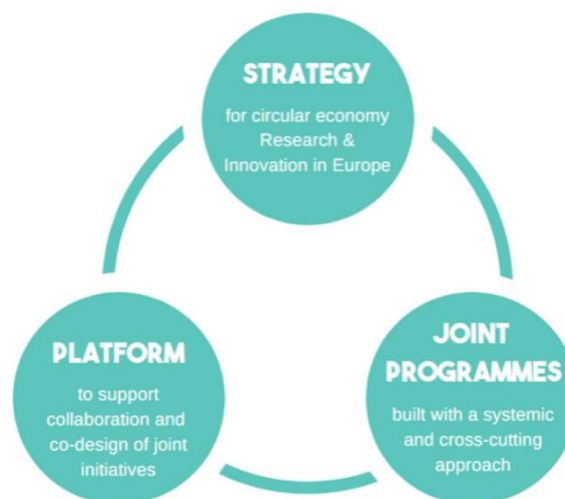 STRATEGY
for circular economy
Research &
Innovation in Europe
PLATFORM
to support
collaboration and
co-design of joint
initiatives
JOINT
PROGRAMMES
built with a systemic
and cross-cutting
approach